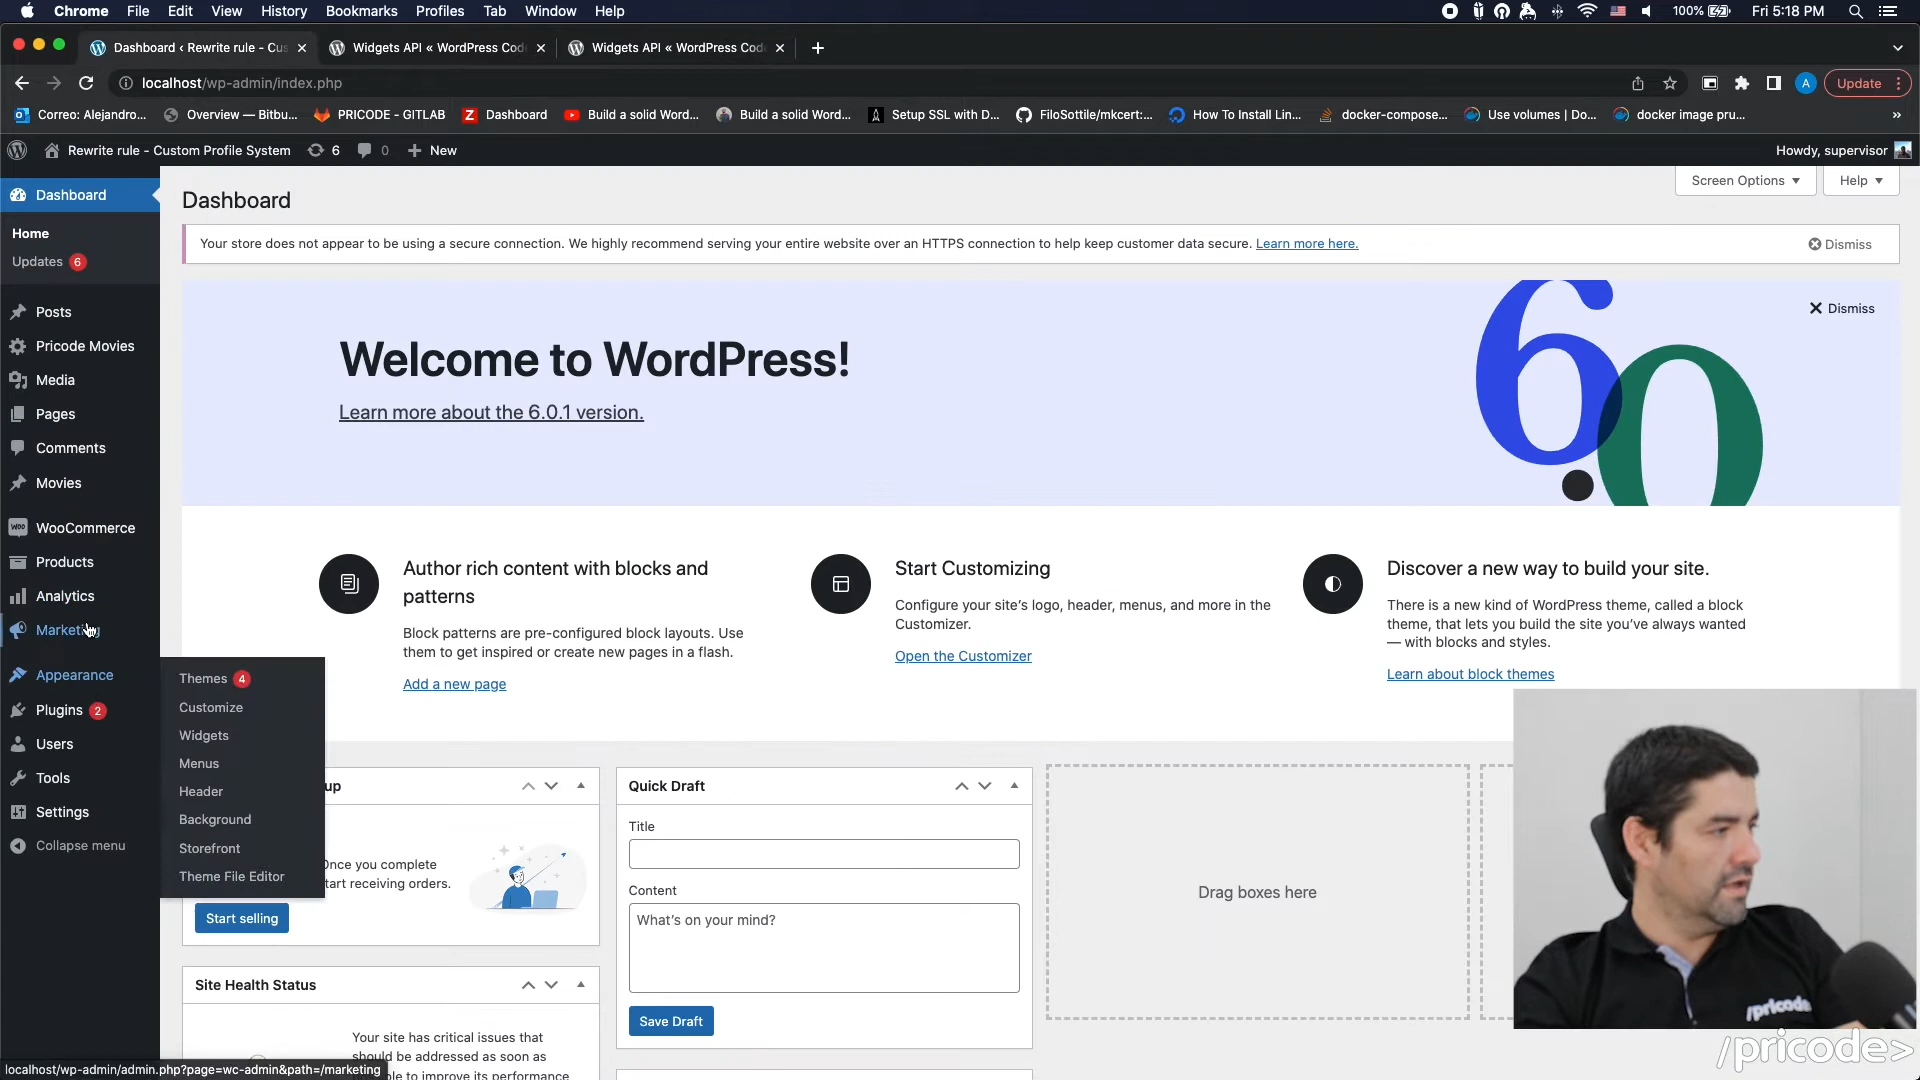 Chrome File Edit View History Bookmarks Profiles Tab Window Help 100% Fri 5:18 PM
Dashboard ‹ Rewrite rule - Cus Widgets API « WordPress Code Widgets API « WordPress Code
localhost/wp-admin/index.php A Update
Correo: Alejandro... Overview — Bitbu... PRICODE - GITLAB Dashboard Build a solid Word... Build a solid Word... Setup SSL with D... FiloSottile/mkcert:... How To Install Lin... docker-compose... Use volumes | Do... docker image pru... »
Rewrite rule - Custom Profile System 6 0 New Howdy, supervisor
Dashboard
Home
Updates 6
Posts
Pricode Movies
Media
Pages
Comments
Movies
WooCommerce
Products
Analytics
Marketing
Appearance
Plugins 2
Users
Tools
Settings
Collapse menu
Themes 4
Customize
Widgets
Menus
Header
Background
Storefront
Theme File Editor
Dashboard
Screen Options Help
Your store does not appear to be using a secure connection. We highly recommend serving your entire website over an HTTPS connection to help keep customer data secure. Learn more here. Dismiss
Welcome to WordPress!
Learn more about the 6.0.1 version.
6.0
Dismiss
Author rich content with blocks and
patterns
Block patterns are pre-configured block layouts. Use
them to get inspired or create new pages in a flash.
Add a new page
Start Customizing
Configure your site's logo, header, menus, and more in the
Customizer.
Open the Customizer
Discover a new way to build your site.
There is a new kind of WordPress theme, called a block
theme, that lets you build the site you've always wanted
— with blocks and styles.
Learn about block themes
up
Once you complete
start receiving orders.
Start selling
Site Health Status
Your site has critical issues that
should be addressed as soon as
to improve its performance
Quick Draft
Title
Content
What's on your mind?
Save Draft
Drag boxes here
/pricode
/pricode>
localhost/wp-admin/admin.php?page=wc-admin&path=/marketing